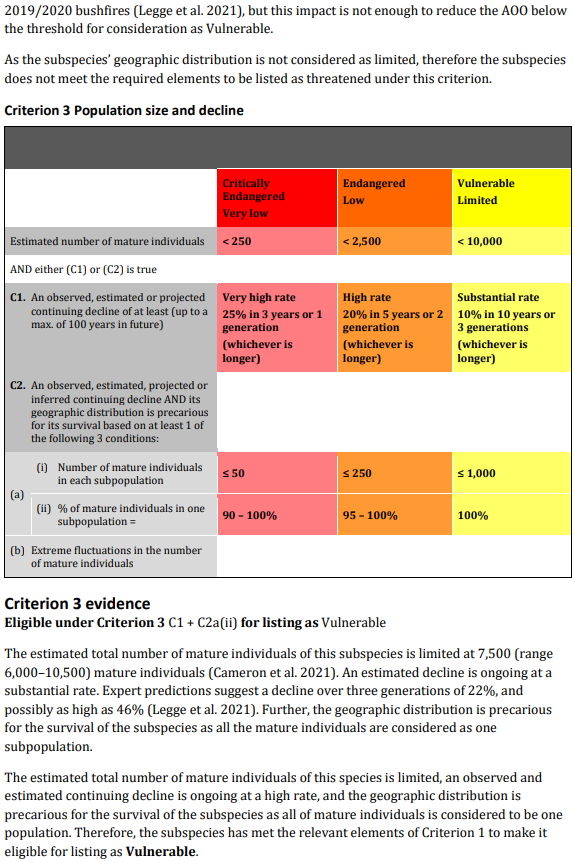 2019/2020 bushfires (Legge et al. 2021), but this impact is not enough to reduce the AOO below
the threshold for consideration as Vulnerable.
As the subspecies’ geographic distribution is not considered as limited, therefore the subspecies
does not meet the required elements to be listed as threatened under this criterion.
Criterion 3 Population size and decline
Critically
Endangered
Very low
Endangered
Low
Vulnerable
Limited
Estimated number of mature individuals
< 250
< 2,500
< 10,000
AND either (C1) or (C2) is true
C1. An observed, estimated or projected
continuing decline of at least (up to a
max. of 100 years in future)
Very high rate
25% in 3 years or 1
generation
(whichever is
longer)
High rate
20% in 5 years or 2
generation
(whichever is
longer)
Substantial rate
10% in 10 years or
3 generations
(whichever is
longer)
C2. An observed, estimated, projected or
inferred continuing decline AND its
geographic distribution is precarious
for its survival based on at least 1 of
the following 3 conditions:
(a)
(i) Number of mature individuals
in each subpopulation
≤ 50
≤ 250
≤ 1,000
(ii) % of mature individuals in one
subpopulation =
90 – 100%
95 – 100%
100%
(b) Extreme fluctuations in the number
of mature individuals
Criterion 3 evidence
Eligible under Criterion 3 C1 + C2a(ii) for listing as Vulnerable
The estimated total number of mature individuals of this subspecies is limited at 7,500 (range
6,000–10,500) mature individuals (Cameron et al. 2021). An estimated decline is ongoing at a
substantial rate. Expert predictions suggest a decline over three generations of 22%, and
possibly as high as 46% (Legge et al. 2021). Further, the geographic distribution is precarious
for the survival of the subspecies as all the mature individuals are considered as one
subpopulation.
The estimated total number of mature individuals of this species is limited, an observed and
estimated continuing decline is ongoing at a high rate, and the geographic distribution is
precarious for the survival of the subspecies as all of mature individuals is considered to be one
population. Therefore, the subspecies has met the relevant elements of Criterion 1 to make it
eligible for listing as Vulnerable.